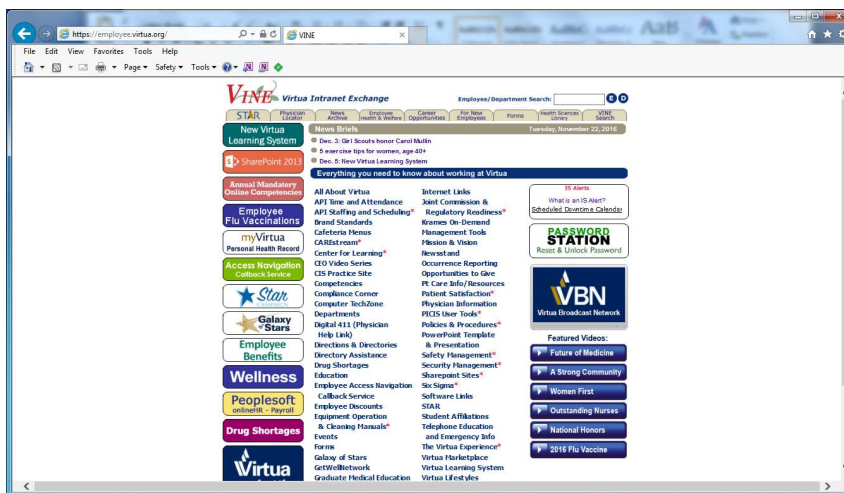 https://employee.virtua.org/
VINE
File Edit View Favorites Tools Help
Page Safety Tools
VINE Virtua Intranet Exchange
Employee/Department Search:
E D
STAR
Physician Locator
News Archive
Employee Health & Welfare
Career Opportunities
For New Employees
Forms
Health Sciences Library
VINE Search
New Virtua
Learning System
SharePoint 2013
Annual Mandatory
Online Competencies
Employee
Flu Vaccinations
myVirtua
Personal Health Record
Access Navigation
Callback Service
Star
CAMPAIGN
Galaxy
of Stars
Employee
Benefits
Wellness
Peoplesoft
onlineHR - Payroll
Drug Shortages
Virtua
News Briefs
Tuesday, November 22, 2016
Dec. 3: Girl Scouts honor Carol Mullin
5 exercise tips for women, age 40+
Dec. 5: New Virtua Learning System
Everything you need to know about working at Virtua
All About Virtua
API Time and Attendance
API Staffing and Scheduling*
Brand Standards
Cafeteria Menus
CAREstream*
Center for Learning*
CEO Video Series
CIS Practice Site
Competencies
Compliance Corner
Computer TechZone
Departments
Digital 411 (Physician
Help Link)
Directions & Directories
Directory Assistance
Drug Shortages
Education
Employee Access Navigation
Callback Service
Employee Discounts
Equipment Operation
& Cleaning Manuals*
Events
Forms
Galaxy of Stars
GetWellNetwork
Graduate Medical Education
Internet Links
Joint Commission &
Regulatory Readiness*
Krames On-Demand
Management Tools
Mission & Vision
Newsstand
Occurrence Reporting
Opportunities to Give
Pt Care Info/Resources
Patient Satisfaction*
Physician Information
PICIS User Tools*
Policies & Procedures*
PowerPoint Template
& Presentation
Safety Management*
Security Management*
Sharepoint Sites*
Six Sigma*
Software Links
STAR
Student Affiliations
Telephone Education
and Emergency Info
The Virtua Experience*
Virtua Marketplace
Virtua Learning System
Virtua Lifestyles
IS Alerts
What is an IS Alert?
Scheduled Downtime Calendar
PASSWORD
STATION
Reset & Unlock Password
VBN
Virtua Broadcast Network
Featured Videos:
Future of Medicine
A Strong Community
Women First
Outstanding Nurses
National Honors
2016 Flu Vaccine